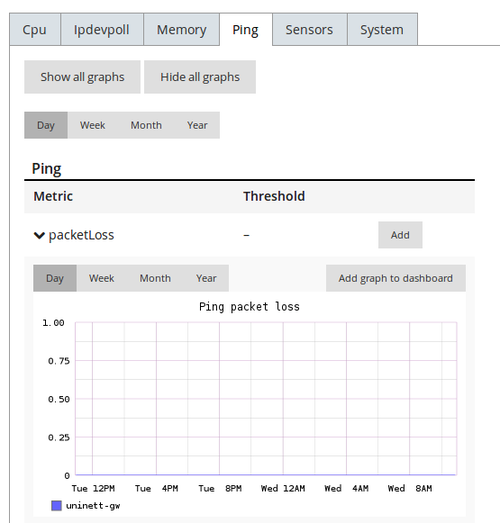 Cpu Ipdevpoll Memory Ping Sensors System
Show all graphs Hide all graphs
Day Week Month Year
Ping
Metric Threshold
packetLoss – Add
Day Week Month Year Add graph to dashboard
Ping packet loss
1.00
0.75
0.50
0.25
0
Tue 12PM Tue 4PM Tue 8PM Wed 12AM Wed 4AM Wed 8AM
uninett-gw